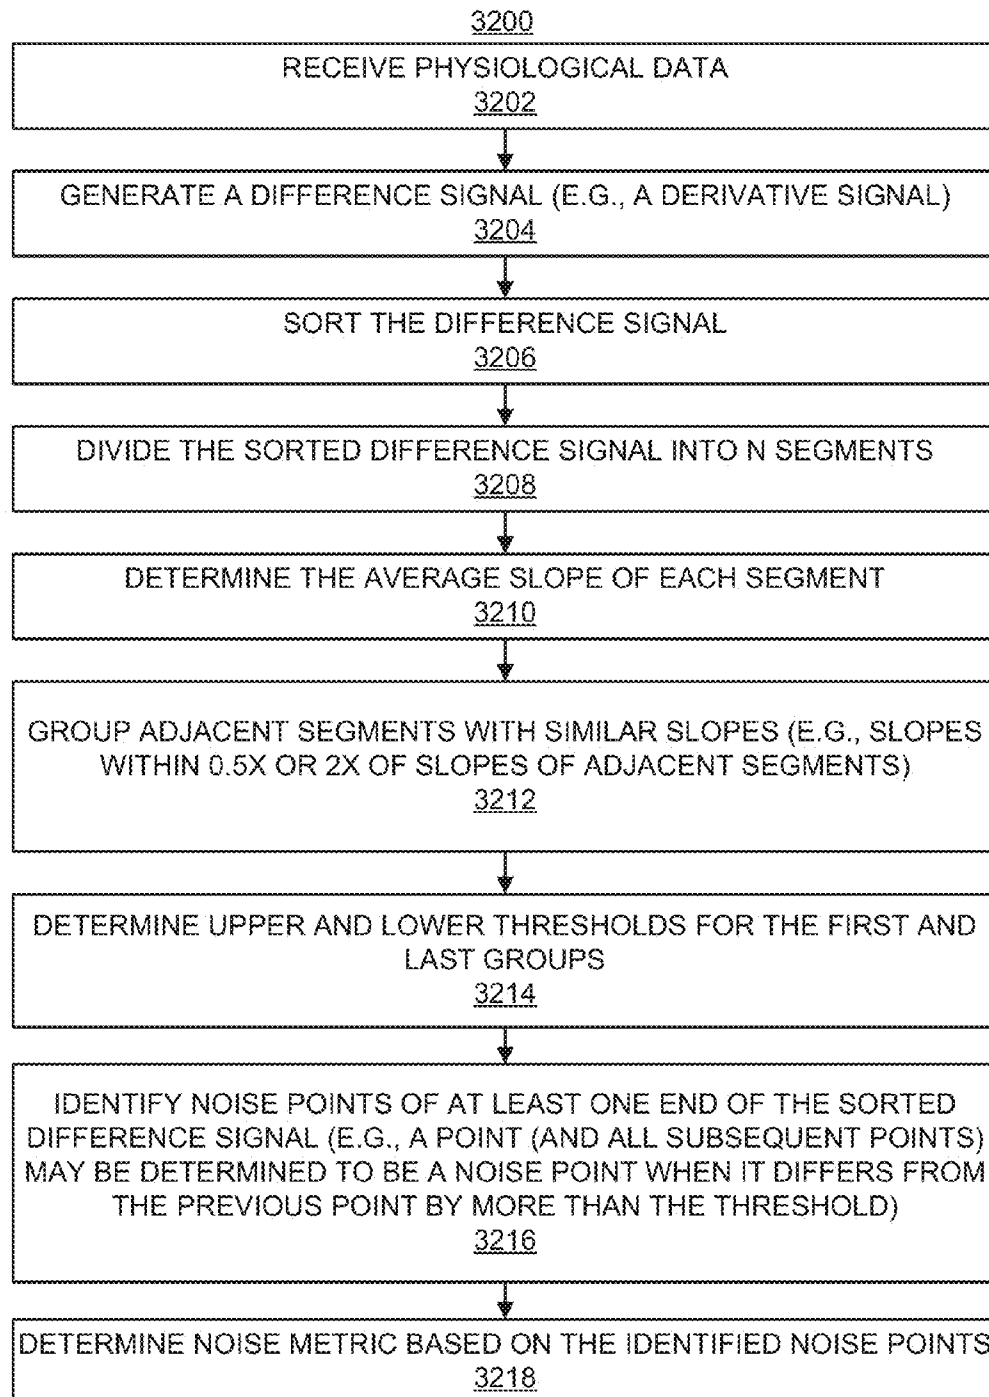 3200
RECEIVE PHYSIOLOGICAL DATA
3202
GENERATE A DIFFERENCE SIGNAL (E.G., A DERIVATIVE SIGNAL)
3204
SORT THE DIFFERENCE SIGNAL
3206
DIVIDE THE SORTED DIFFERENCE SIGNAL INTO N SEGMENTS
3208
DETERMINE THE AVERAGE SLOPE OF EACH SEGMENT
3210
GROUP ADJACENT SEGMENTS WITH SIMILAR SLOPES (E.G., SLOPES
WITHIN 0.5X OR 2X OF SLOPES OF ADJACENT SEGMENTS)
3212
DETERMINE UPPER AND LOWER THRESHOLDS FOR THE FIRST AND
LAST GROUPS
3214
IDENTIFY NOISE POINTS OF AT LEAST ONE END OF THE SORTED
DIFFERENCE SIGNAL (E.G., A POINT (AND ALL SUBSEQUENT POINTS)
MAY BE DETERMINED TO BE A NOISE POINT WHEN IT DIFFERS FROM
THE PREVIOUS POINT BY MORE THAN THE THRESHOLD)
3216
DETERMINE NOISE METRIC BASED ON THE IDENTIFIED NOISE POINTS
3218